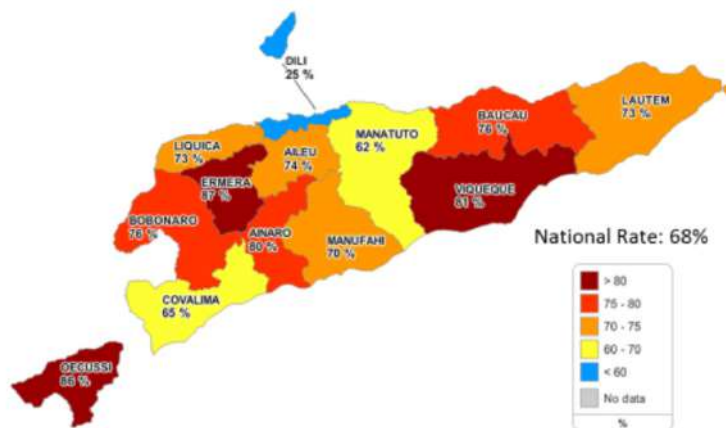 DILI
25 %
LAUTEM
73 %
BAUCAU
76 %
MANATUTO
62 %
LIQUICA
73 %
AILEU
74 %
ERMERA
87 %
VIQUEQUE
81 %
BOBONARO
76 %
AINARO
80 %
MANUFAHI
70 %
National Rate: 68%
COVALIMA
65 %
OECUSSI
86 %
> 80
75 - 80
70 - 75
60 - 70
< 60
No data
%